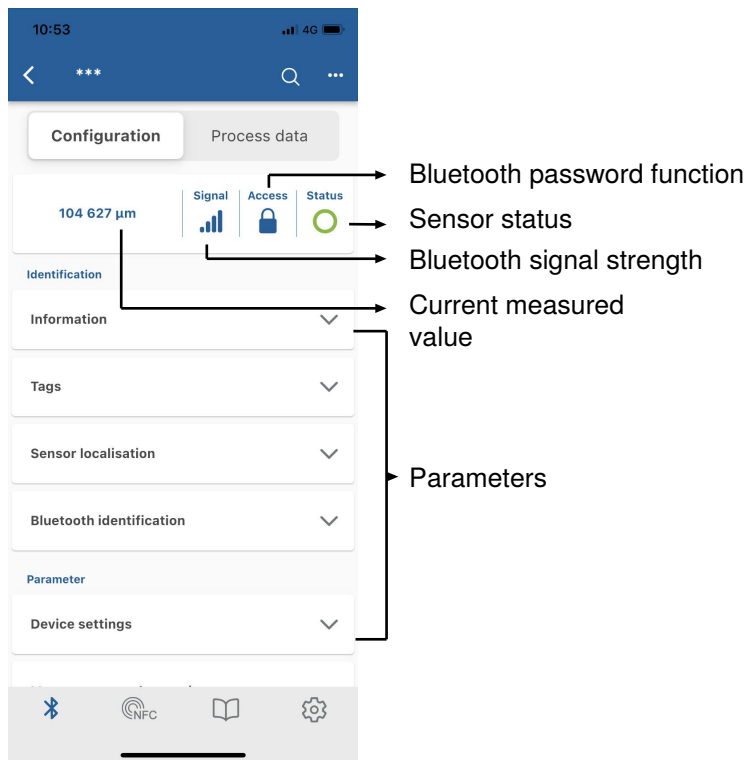 10:53
4G
***
Configuration
Process data
Signal
Access
Status
104 627 µm
Bluetooth password function
Sensor status
Bluetooth signal strength
Current measured
value
Identification
Information
Tags
Sensor localisation
Parameters
Bluetooth identification
Parameter
Device settings
NFC